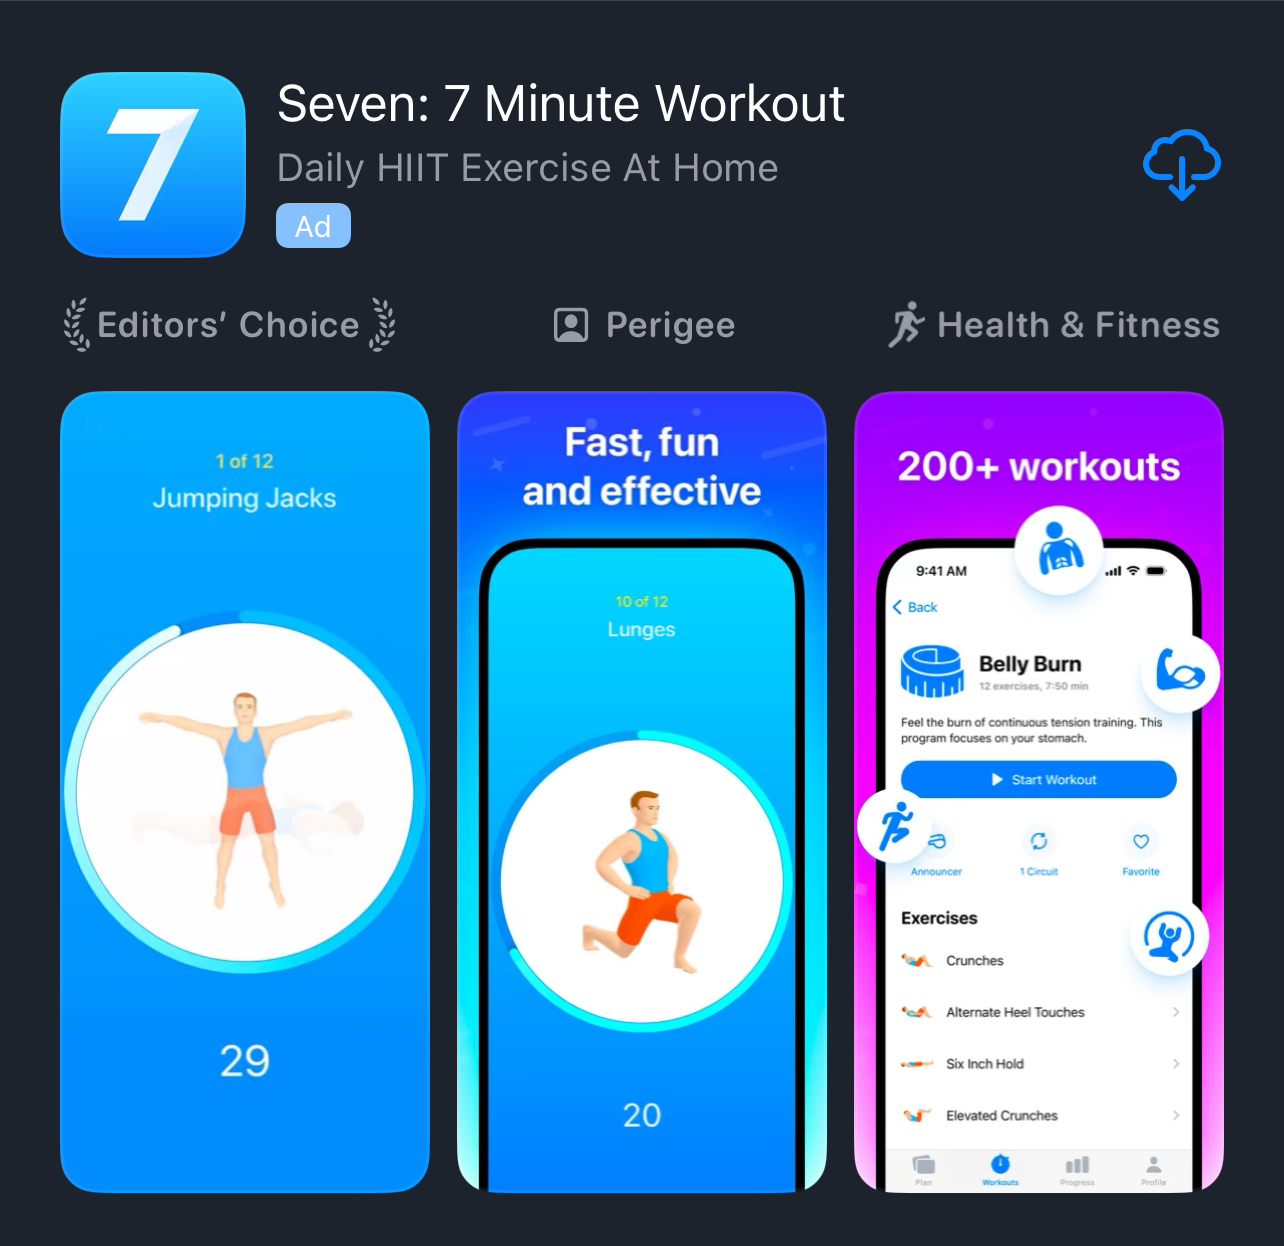 7
Seven: 7 Minute Workout
Daily HIIT Exercise At Home
Ad
Editors’ Choice
Perigee
Health & Fitness
1 of 12
Jumping Jacks
29
Fast, fun
and effective
10 of 12
Lunges
20
200+ workouts
9:41 AM
Back
Belly Burn
12 exercises, 7:50 min
Feel the burn of continuous tension training. This
program focuses on your stomach.
Start Workout
Announcer
1 Circuit
Favorite
Exercises
Crunches
Alternate Heel Touches
Six Inch Hold
Elevated Crunches
Plan
Workouts
Progress
Profile